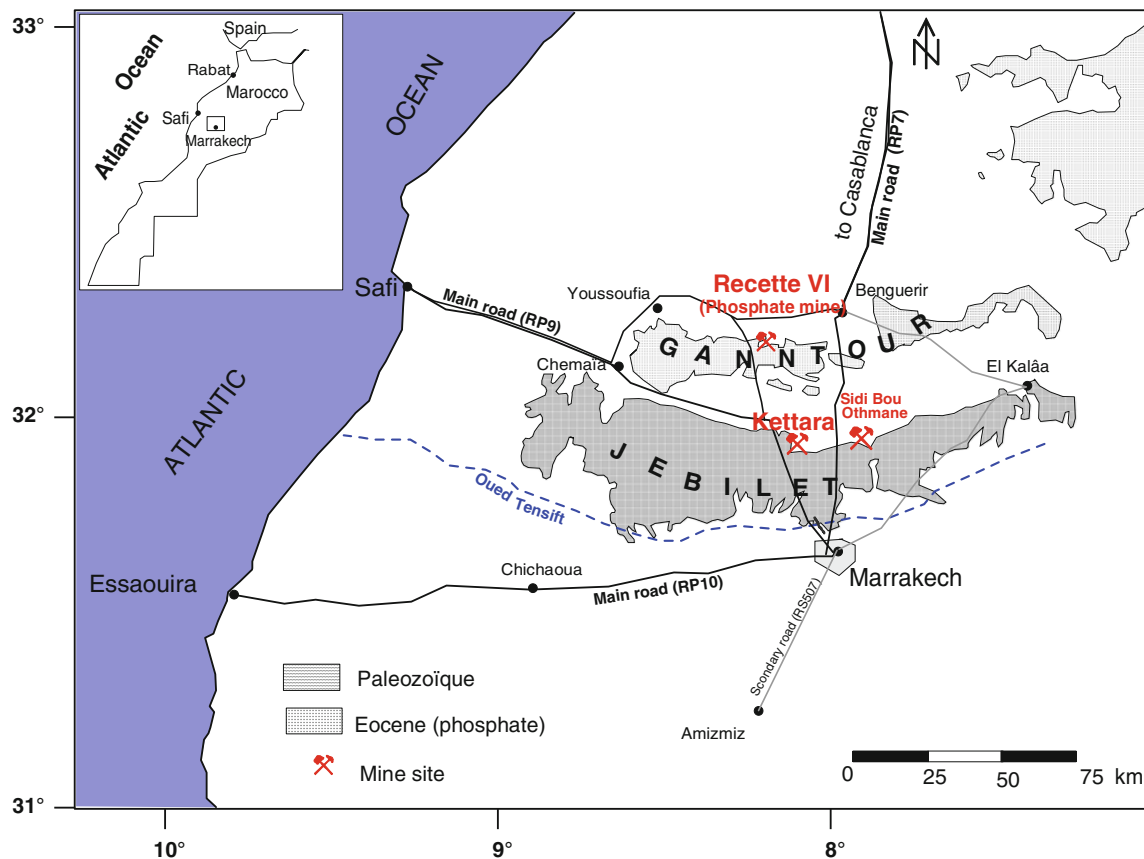 33°
32°
31°
10°
9°
8°
Spain
Ocean
Rabat
Marocco
Safi
Atlantic
Marrakech
OCEAN
ATLANTIC
N
to Casablanca
Main road (RP7)
Safi
Main road (RP9)
Youssoufia
Recette VI
(Phosphate mine)
Benguerir
Chemaïa
GANNTOUR
El Kalâa
Sidi Bou
Othmane
Kettara
JEBILET
Oued Tensift
Essaouira
Chichaoua
Main road (RP10)
Marrakech
Scondary road (RS507)
Amizmiz
Paleozoïque
Eocene (phosphate)
Mine site
0 25 50 75 km